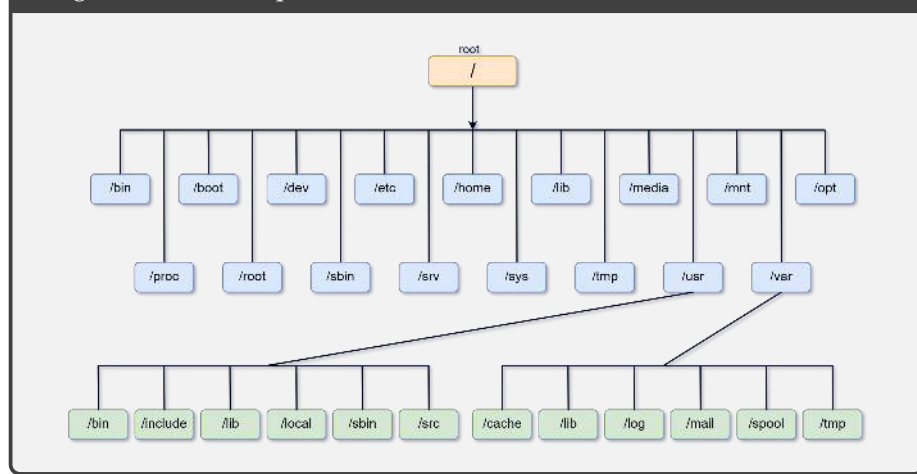 root
/
/bin /boot /dev /etc /home /lib /media /mnt /opt
/proc /root /sbin /srv /sys /tmp /usr /var
/bin /include /lib /local /sbin /src /cache /lib /log /mail /spool /tmp